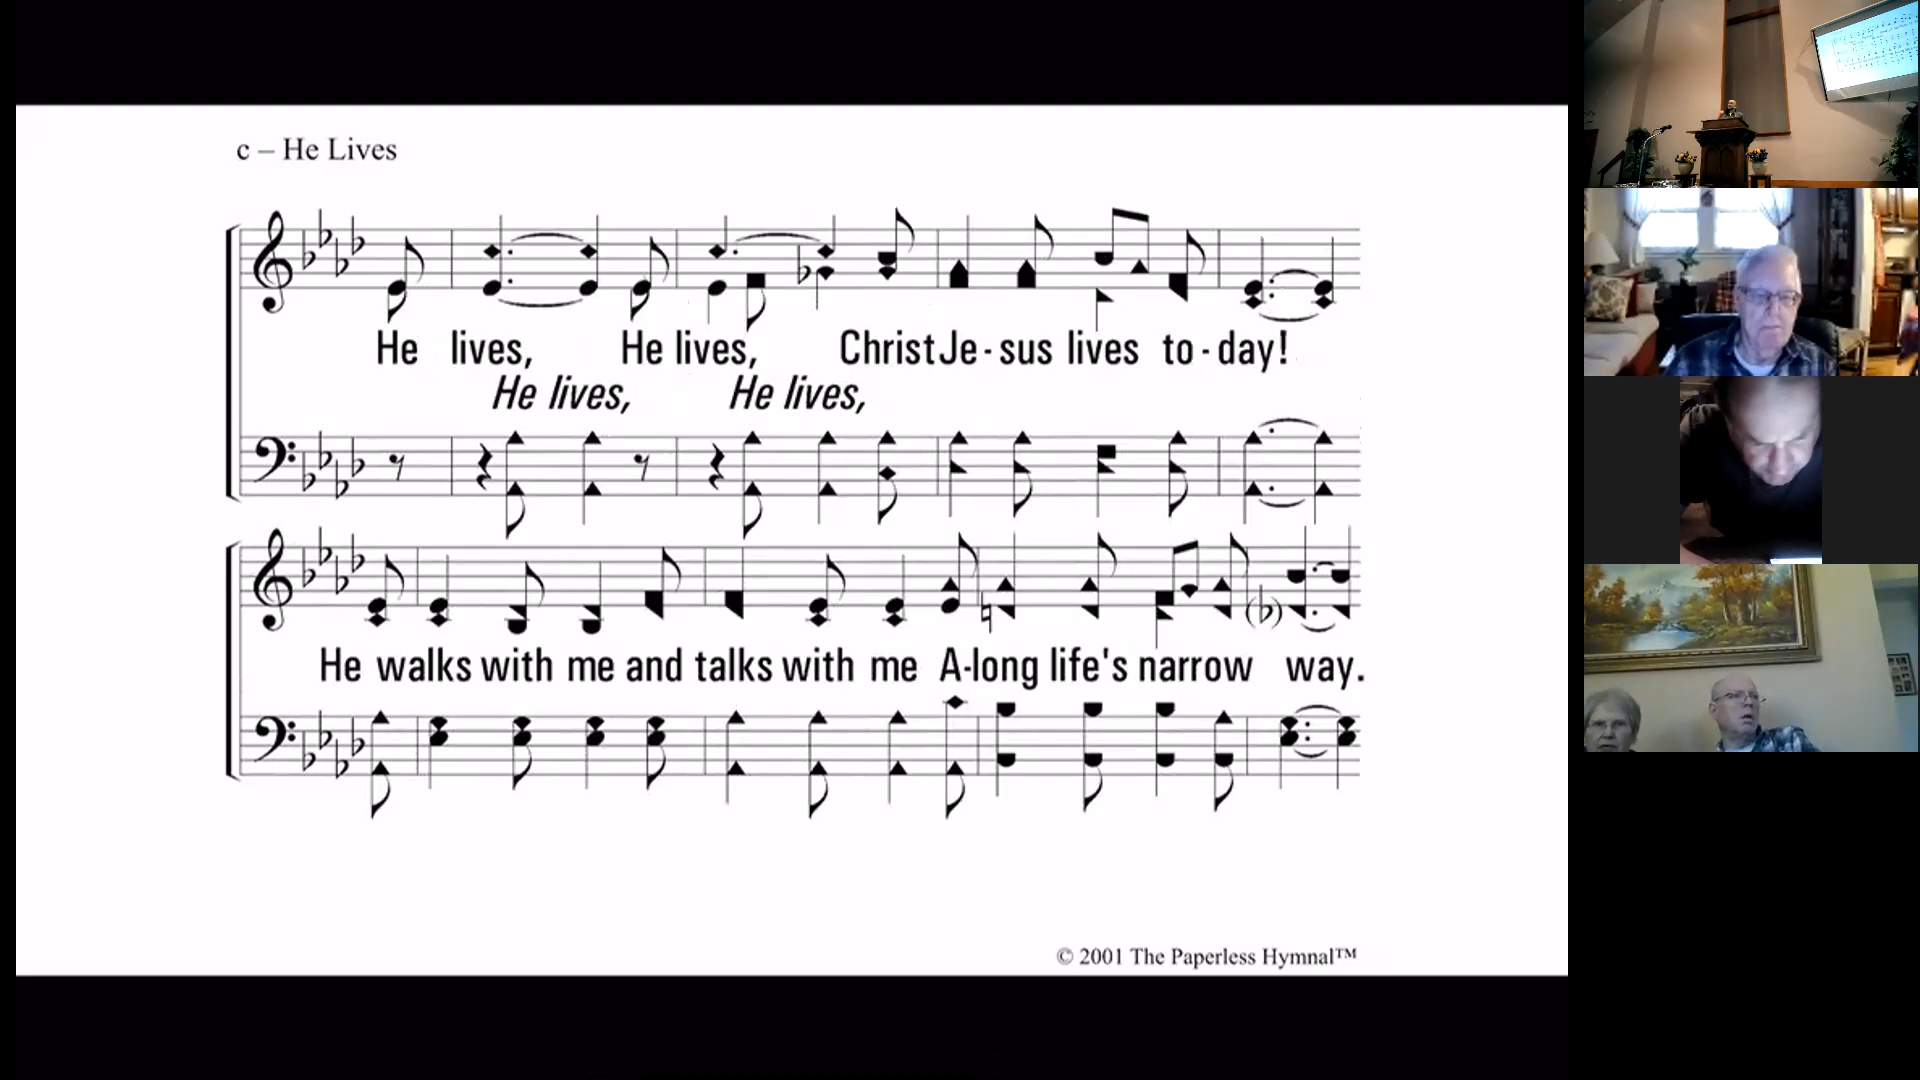 c – He Lives
He lives, He lives, Christ Je - sus lives to - day!
He lives, He lives,
He walks with me and talks with me A-long life's narrow way.
© 2001 The Paperless Hymnal™